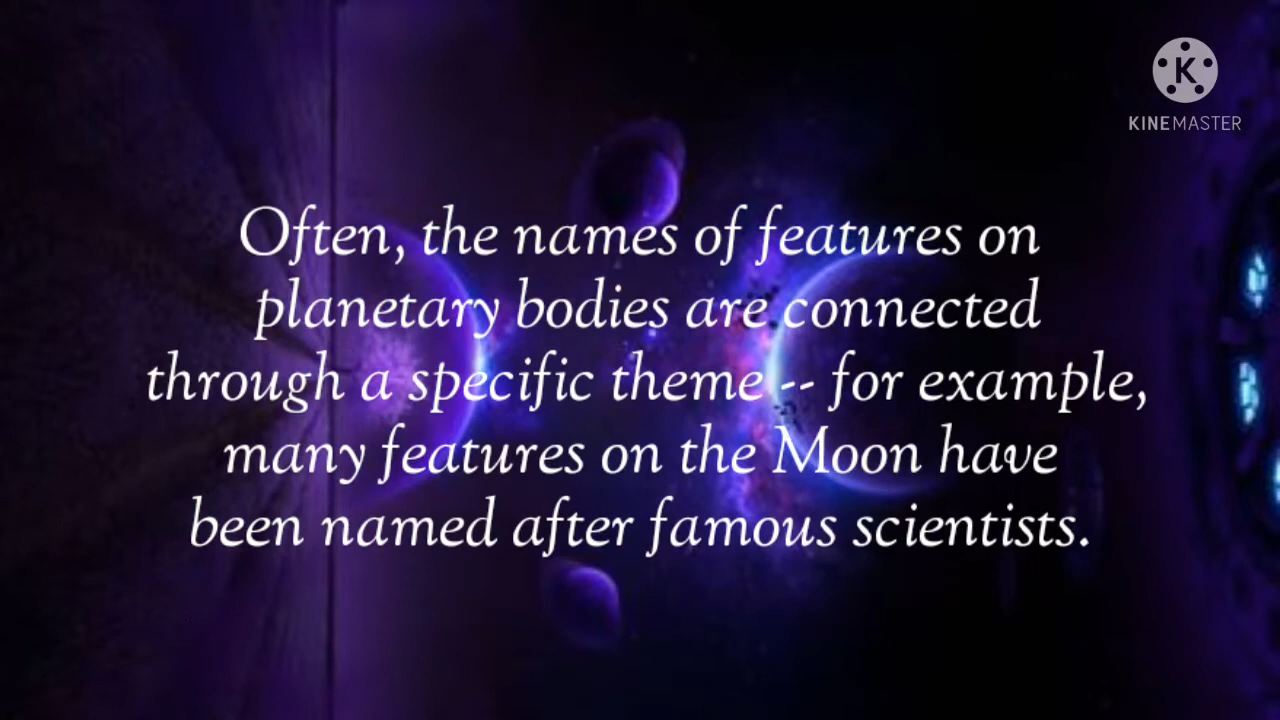 KINEMASTER
Often, the names of features on
planetary bodies are connected
through a specific theme -- for example,
many features on the Moon have
been named after famous scientists.